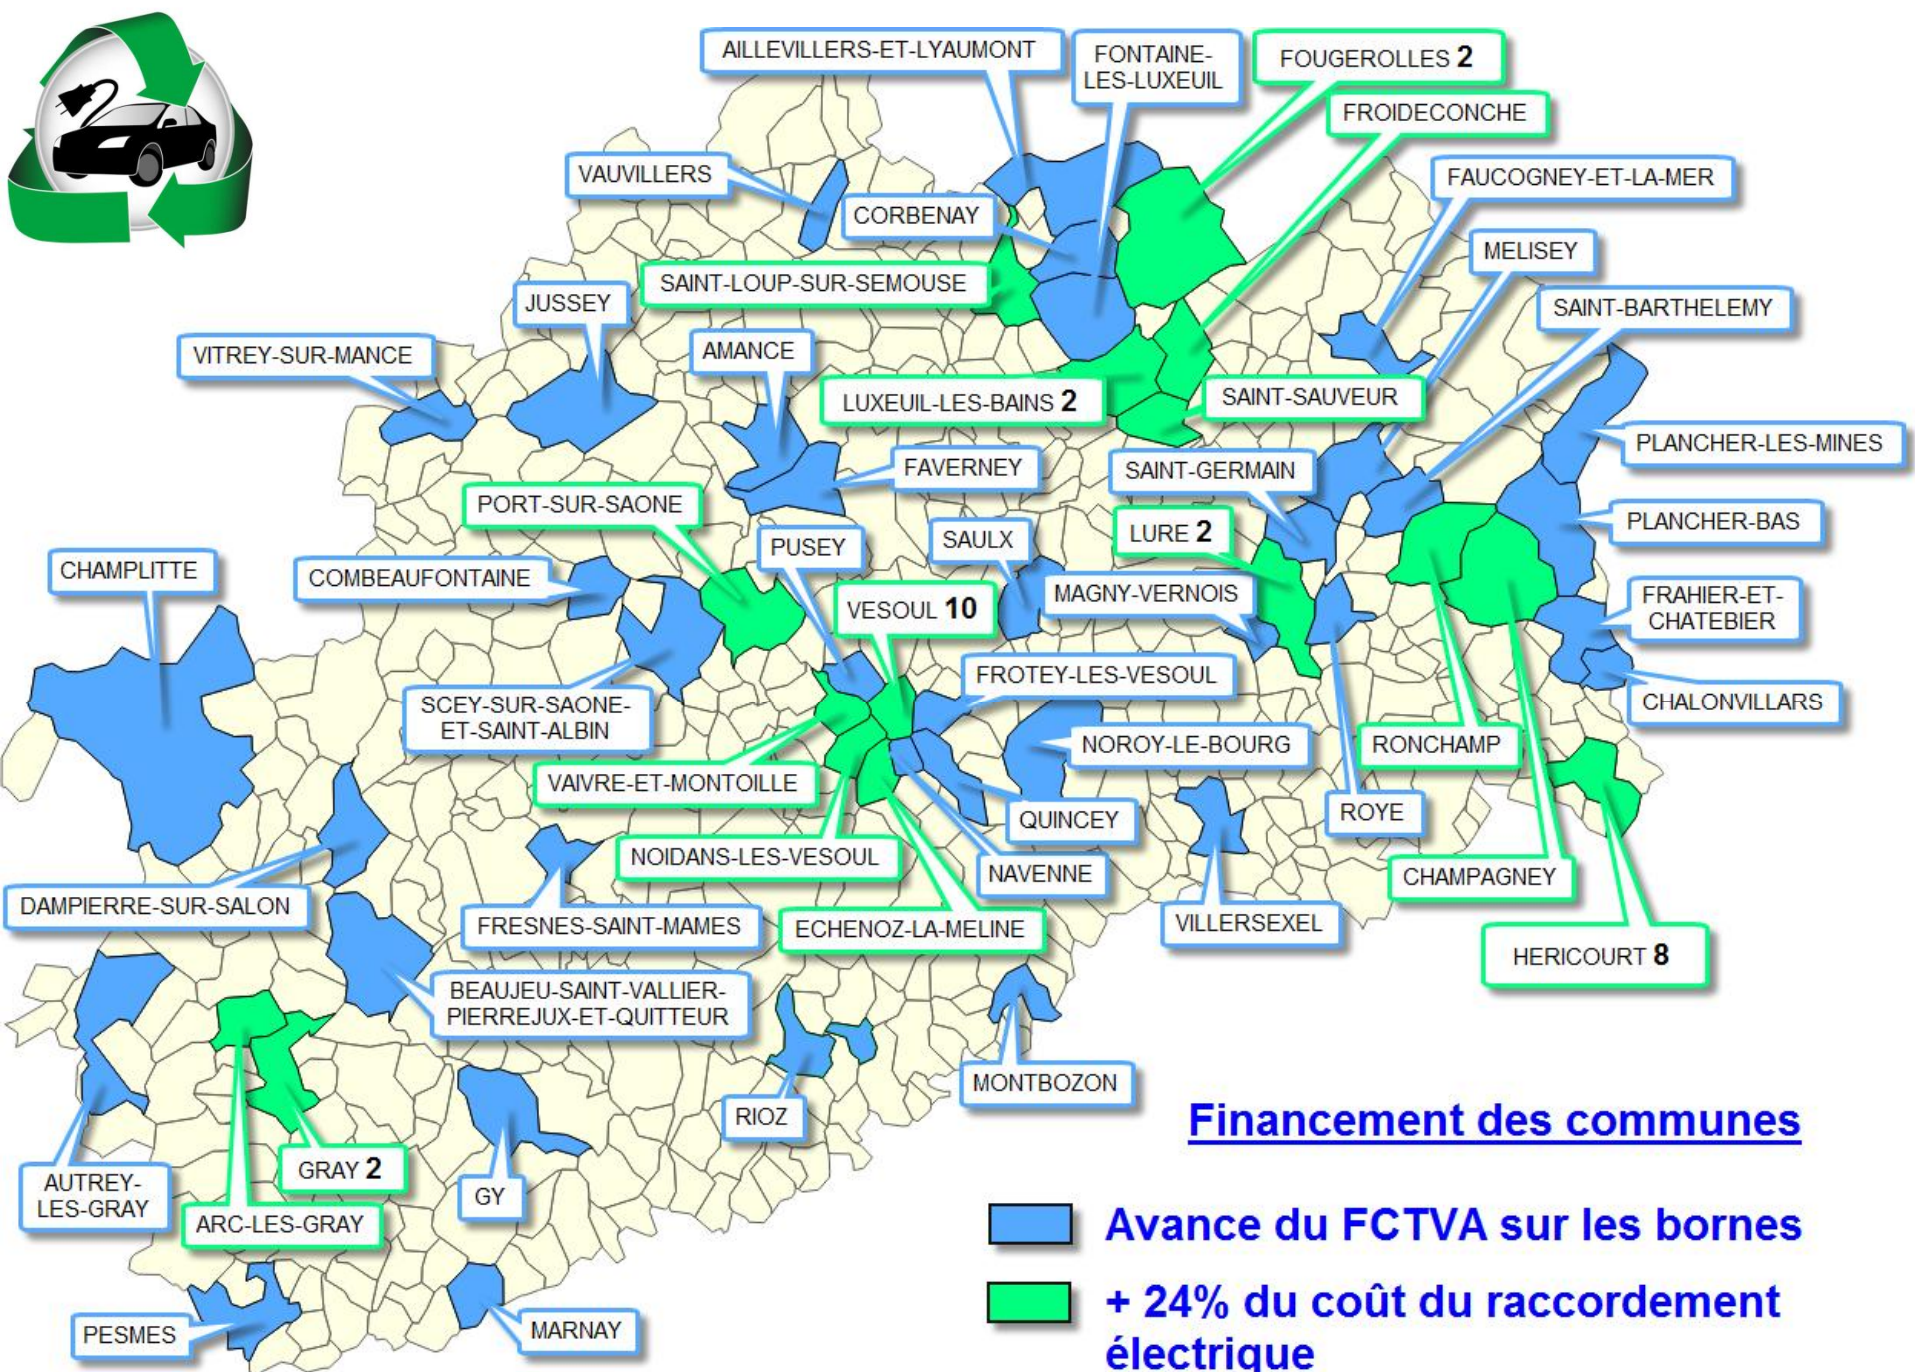 AILLEVILLERS-ET-LYAUMONT
FONTAINE-
LES-LUXEUIL
FOUGEROLLES 2
FROIDECONCHE
VAUVILLERS
FAUCOGNEY-ET-LA-MER
CORBENAY
MELISEY
SAINT-LOUP-SUR-SEMOUSE
JUSSEY
SAINT-BARTHELEMY
VITREY-SUR-MANCE
AMANCE
LUXEUIL-LES-BAINS 2
SAINT-SAUVEUR
PLANCHER-LES-MINES
FAVERNEY
SAINT-GERMAIN
PORT-SUR-SAONE
PLANCHER-BAS
PUSEY
SAULX
LURE 2
CHAMPLITTE
COMBEAUFONTAINE
MAGNY-VERNOIS
VESOUL 10
FRAHIER-ET-
CHATEBIER
FROTEY-LES-VESOUL
SCEY-SUR-SAONE-
ET-SAINT-ALBIN
CHALONVILLARS
NOROY-LE-BOURG
RONCHAMP
VAIVRE-ET-MONTOILLE
QUINCEY
ROYE
NOIDANS-LES-VESOUL
NAVENNE
CHAMPAGNEY
DAMPIERRE-SUR-SALON
FRESNES-SAINT-MAMES
ECHENOZ-LA-MELINE
VILLERSEXEL
HERICOURT 8
BEAUJEU-SAINT-VALLIER-
PIERREJUX-ET-QUITTEUR
MONTBOZON
RIOZ
GRAY 2
AUTREY-
LES-GRAY
GY
ARC-LES-GRAY
PESMES
MARNAY
Financement des communes
Avance du FCTVA sur les bornes
+ 24% du coût du raccordement
électrique